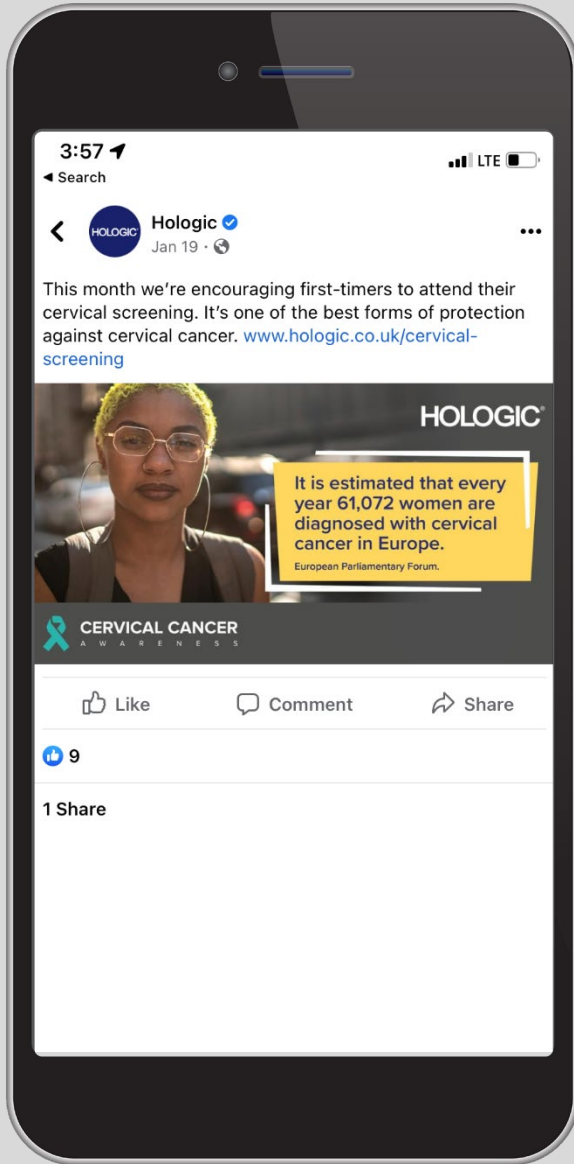 3:57
LTE
◄ Search
HOLOGIC
Hologic
Jan 19 ·
This month we're encouraging first-timers to attend their
cervical screening. It's one of the best forms of protection
against cervical cancer. www.hologic.co.uk/cervical-
screening
HOLOGIC®
It is estimated that every
year 61,072 women are
diagnosed with cervical
cancer in Europe.
European Parliamentary Forum.
CERVICAL CANCER
AWARENESS
Like
Comment
Share
9
1 Share